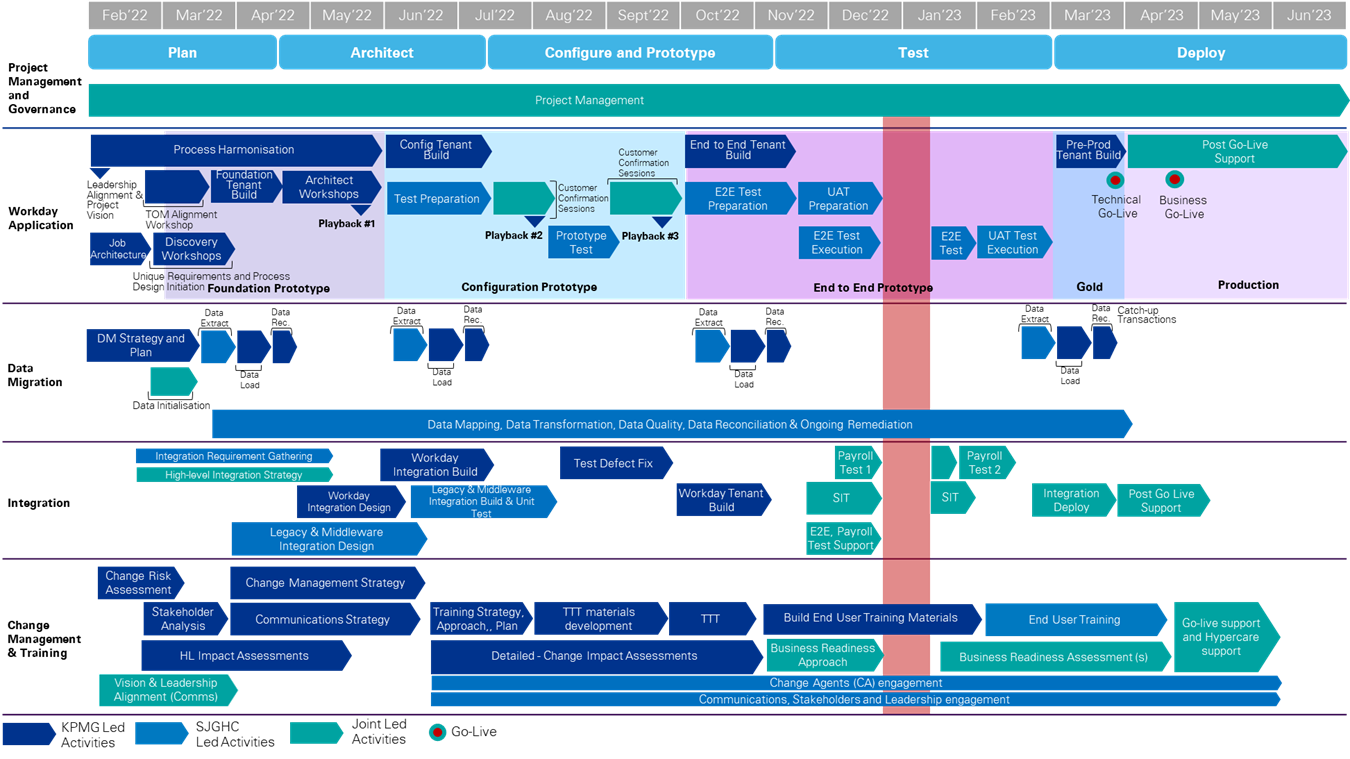 Feb'22 Mar'22 Apr'22 May'22 Jun'22 Jul'22 Aug'22 Sept'22 Oct'22 Nov'22 Dec'22 Jan'23 Feb'23 Mar'23 Apr'23 May'23 Jun'23
Plan Architect Configure and Prototype Test Deploy
Project
Management
and
Governance
Project Management
Workday
Application
Process Harmonisation
Config Tenant
Build
Customer
Confirmation
Sessions
End to End Tenant
Build
Pre-Prod
Tenant Build
Post Go-Live
Support
Leadership
Alignment &
Project
Vision
TOM Alignment
Workshop
Foundation
Tenant
Build
Architect
Workshops
Playback #1
Test Preparation
Customer
Confirmation
Sessions
Playback #2
Playback #3
E2E Test
Preparation
UAT
Preparation
Technical
Go-Live
Business
Go-Live
Job
Architecture
Discovery
Workshops
Unique Requirements and Process
Design Initiation
Prototype
Test
E2E Test
Execution
E2E
Test
UAT Test
Execution
Foundation Prototype
Configuration Prototype
End to End Prototype
Gold
Production
Data
Migration
DM Strategy and
Plan
Data
Extract
Data
Rec.
Data
Load
Data
Extract
Data
Rec.
Data
Load
Data
Extract
Data
Rec.
Data
Load
Data
Extract
Data
Rec.
Data
Load
Catch-up
Transactions
Data Initialisation
Data Mapping, Data Transformation, Data Quality, Data Reconciliation & Ongoing Remediation
Integration
Integration Requirement Gathering
High-level Integration Strategy
Workday
Integration Build
Test Defect Fix
Payroll
Test 1
Payroll
Test 2
Workday
Integration Design
Legacy & Middleware
Integration Build & Unit
Test
Workday Tenant
Build
SIT
SIT
Integration
Deploy
Post Go Live
Support
Legacy & Middleware
Integration Design
E2E, Payroll
Test Support
Change
Management
& Training
Change Risk
Assessment
Change Management Strategy
Stakeholder
Analysis
Communications Strategy
Training Strategy,
Approach,, Plan
TTT materials
development
TTT
Build End User Training Materials
End User Training
Go-live support
and Hypercare
support
HL Impact Assessments
Detailed - Change Impact Assessments
Business Readiness
Approach
Business Readiness Assessment (s)
Vision & Leadership
Alignment (Comms)
Change Agents (CA) engagement
Communications, Stakeholders and Leadership engagement
KPMG Led
Activities
SJGHC
Led Activities
Joint Led
Activities
Go-Live